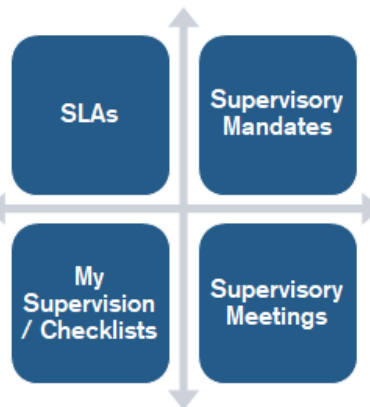 SLAs
Supervisory
Mandates
My
Supervision
/ Checklists
Supervisory
Meetings